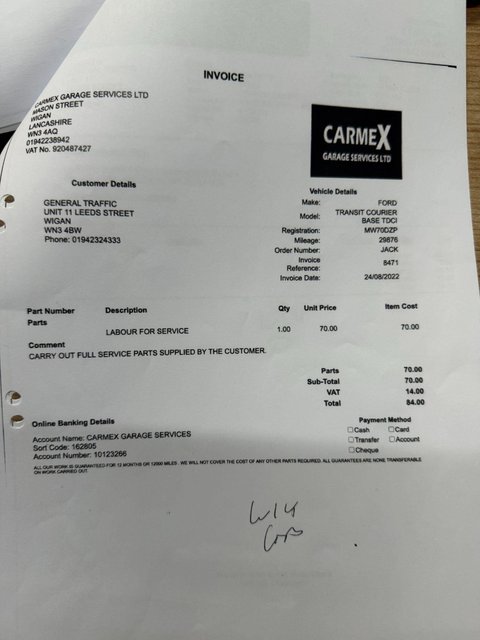 INVOICE
CARMEX GARAGE SERVICES LTD
MASON STREET
WIGAN
LANCASHIRE
WN3 4AQ
01942238942
VAT No. 920487427
CARMEX
GARAGE SERVICES LTD
Customer Details
GENERAL TRAFFIC
UNIT 11 LEEDS STREET
WIGAN
WN3 4BW
Phone: 01942324333
Vehicle Details
Make: FORD
Model: TRANSIT COURIER
BASE TDCI
Registration: MW70DZP
Mileage: 29876
Order Number: JACK
Invoice
Reference: 8471
Invoice Date: 24/08/2022
Part Number Description Qty Unit Price Item Cost
Parts
LABOUR FOR SERVICE 1.00 70.00 70.00
Comment
CARRY OUT FULL SERVICE PARTS SUPPLIED BY THE CUSTOMER.
Parts 70.00
Sub-Total 70.00
VAT 14.00
Total 84.00
Online Banking Details
Account Name: CARMEX GARAGE SERVICES
Sort Code: 162805
Account Number: 10123266
Payment Method
Cash Card
Transfer Account
Cheque
ALL OUR WORK IS GUARANTEED FOR 12 MONTHS OR 12000 MILES . WE WILL NOT COVER THE COST OF ANY OTHER PARTS REQUIRED. ALL GUARANTEES ARE NONE TRANSFERABLE
ON WORK CARRIED OUT.